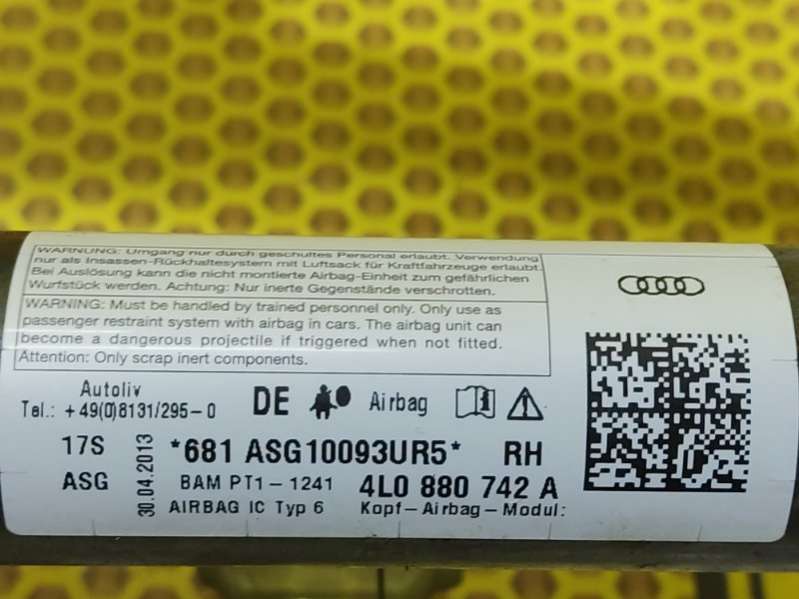 WARNUNG: Umgang nur durch geschultes Personal erlaubt. Verwendung
nur als Insassen-Rückhaltesystem mit Luftsack für Kraftfahrzeuge erlaubt.
Bei Auslösung kann die nicht montierte Airbag-Einheit zum gefährlichen
Wurfstück werden. Achtung: Nur inerte Gegenstände verschrotten.
WARNING: Must be handled by trained personnel only. Only use as
passenger restraint system with airbag in cars. The airbag unit can
become a dangerous projectile if triggered when not fitted.
Attention: Only scrap inert components.
Autoliv
Tel.: +49(0)8131/295-0
DE
Airbag
17S
ASG
30.04.2013
*681 ASG10093UR5* RH
BAM PT1-1241
4L0 880 742 A
AIRBAG IC Typ 6
Kopf-Airbag-Modul: